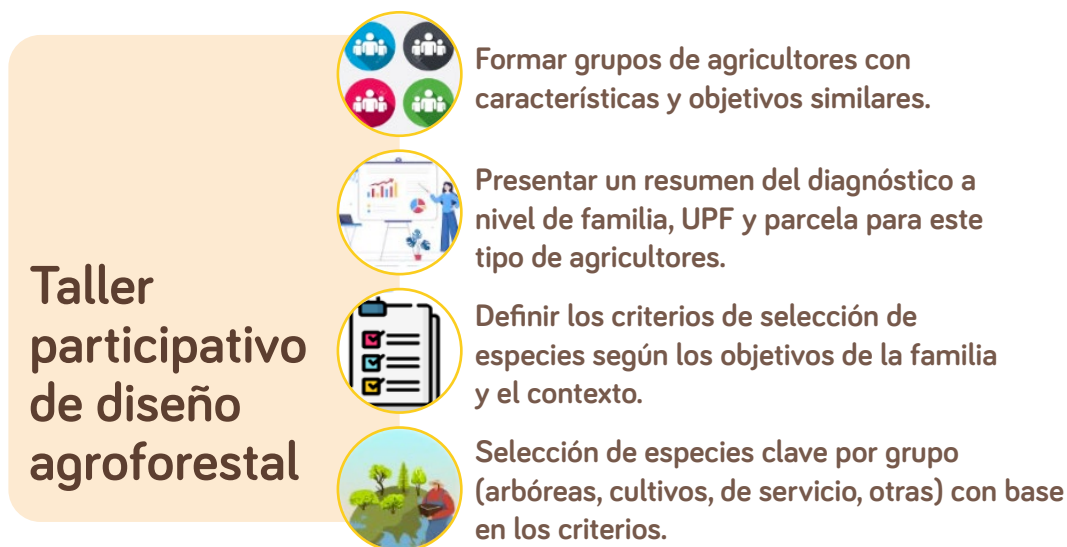 Taller
participativo
de diseño
agroforestal
Formar grupos de agricultores con
características y objetivos similares.
Presentar un resumen del diagnóstico a
nivel de familia, UPF y parcela para este
tipo de agricultores.
Definir los criterios de selección de
especies según los objetivos de la familia
y el contexto.
Selección de especies clave por grupo
(arbóreas, cultivos, de servicio, otras) con base
en los criterios.